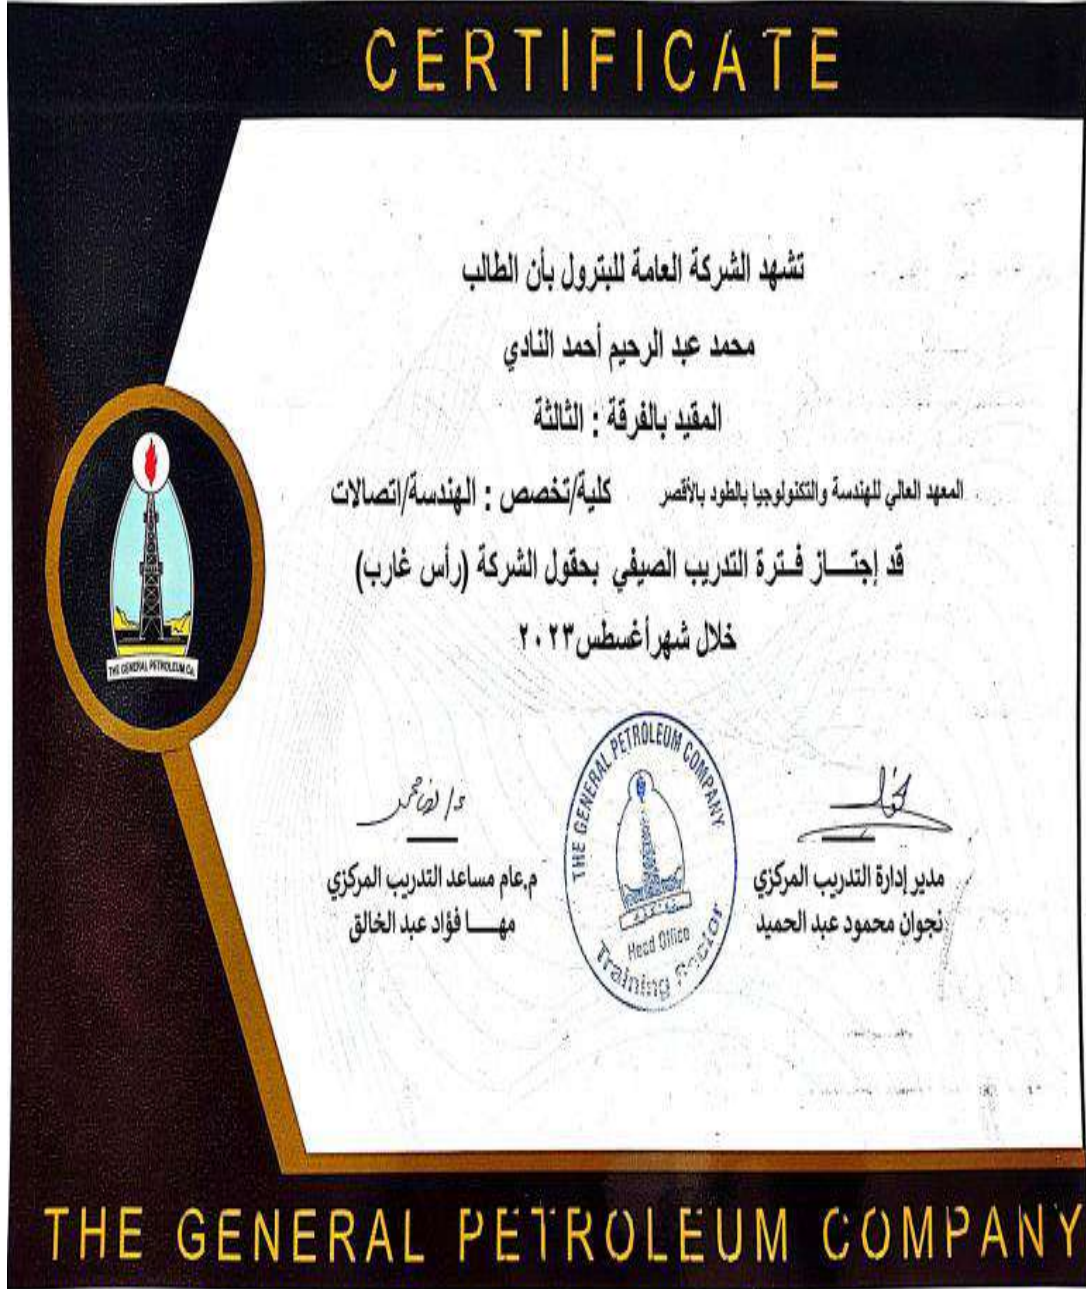 CERTIFICATE
تشهد الشركة العامة للبترول بأن الطالب
محمد عبد الرحيم أحمد النادي
المقيد بالفرقة : الثالثة
المعهد العالي للهندسة والتكنولوجيا بالطود بالأقصر كلية/تخصص : الهندسة/اتصالات
قد إجتـــاز فـترة التدريب الصيفي بحقول الشركة (رأس غارب)
خلال شهر أغسطس ٢٠٢٣
THE GENERAL PETROLEUM Co.
مدير إدارة التدريب المركزي
نجوان محمود عبد الحميد
THE GENERAL PETROLEUM COMPANY
Head Office
Training Sector
م.عام مساعد التدريب المركزي
مهـــا فؤاد عبد الخالق
THE GENERAL PETROLEUM COMPANY